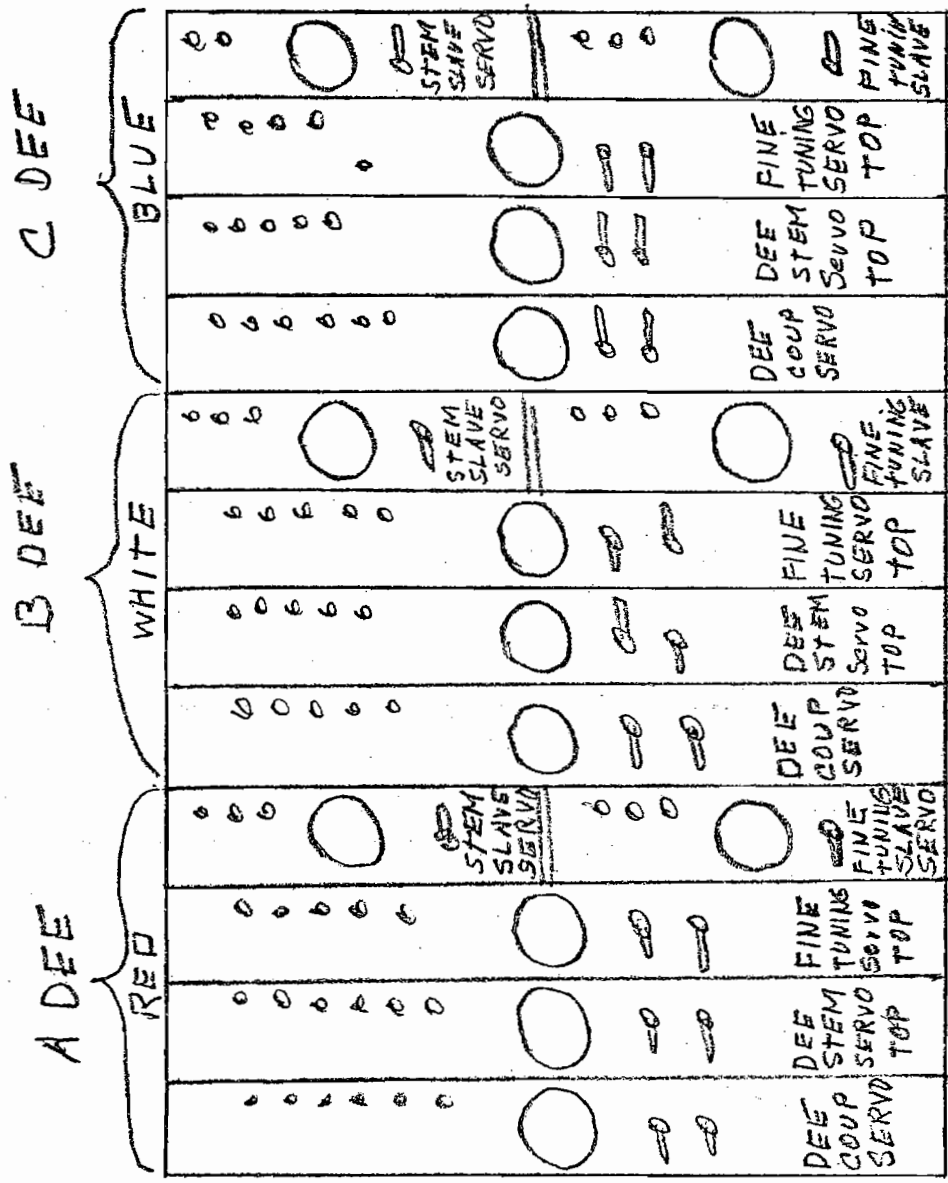 A DEE
B DEE
C DEE
RED
WHITE
BLUE
DEE
COUP
SERVO
DEE
STEM
SERVO
TOP
FINE
TUNING
Servo
TOP
STEM
SLAVE
SERVO
FINE
TUNING
SLAVE
SERVO
DEE
COUP
SERVO
DEE
STEM
Servo
TOP
FINE
TUNING
SERVO
TOP
STEM
SLAVE
SERVO
FINE
TUNING
SLAVE
DEE
COUP
SERVO
DEE
STEM
Seuvo
TOP
FINE
TUNING
SERVO
TOP
STEM
SLAVE
SERVO
FINE
TUNIN
SLAVE